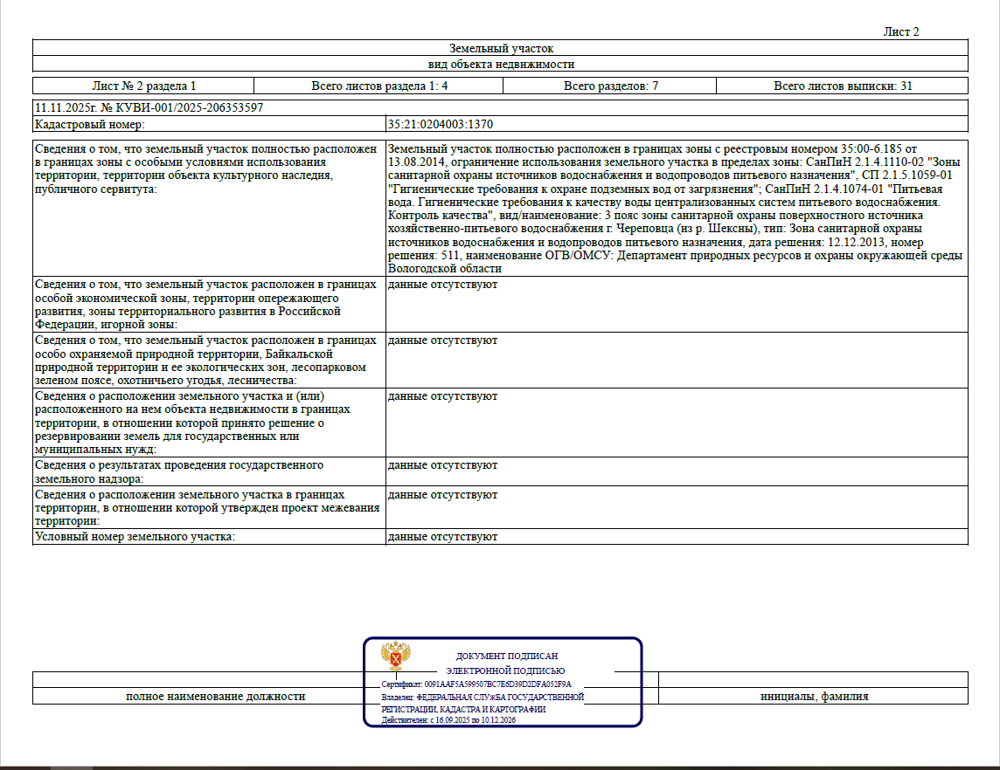 Лист 2
Земельный участок
вид объекта недвижимости
Лист № 2 раздела 1
Всего листов раздела 1: 4
Всего разделов: 7
Всего листов выписки: 31
11.11.2025г. № КУВИ-001/2025-206353597
Кадастровый номер:
35:21:0204003:1370
Сведения о том, что земельный участок полностью расположен
в границах зоны с особыми условиями использования
территории, территории объекта культурного наследия,
публичного сервитута:
Земельный участок полностью расположен в границах зоны с реестровым номером 35:00-6.185 от
13.08.2014, ограничение использования земельного участка в пределах зоны: СанПиН 2.1.4.1110-02 "Зоны
санитарной охраны источников водоснабжения и водопроводов питьевого назначения", СП 2.1.5.1059-01
"Гигиенические требования к охране подземных вод от загрязнения"; СанПиН 2.1.4.1074-01 "Питьевая
вода. Гигиенические требования к качеству воды централизованных систем питьевого водоснабжения.
Контроль качества", вид/наименование: 3 пояс зоны санитарной охраны поверхностного источника
хозяйственно-питьевого водоснабжения г. Череповца (из р. Шексны), тип: Зона санитарной охраны
источников водоснабжения и водопроводов питьевого назначения, дата решения: 12.12.2013, номер
решения: 511, наименование ОГВ/ОМСУ: Департамент природных ресурсов и охраны окружающей среды
Вологодской области
Сведения о том, что земельный участок расположен в границах
особой экономической зоны, территории опережающего
развития, зоны территориального развития в Российской
Федерации, игорной зоны:
данные отсутствуют
Сведения о том, что земельный участок расположен в границах
особо охраняемой природной территории, Байкальской
природной территории и ее экологических зон, лесопарковом
зеленом поясе, охотничьего угодья, лесничества:
данные отсутствуют
Сведения о расположении земельного участка и (или)
расположенного на нем объекта недвижимости в границах
территории, в отношении которой принято решение о
резервировании земель для государственных или
муниципальных нужд:
данные отсутствуют
Сведения о результатах проведения государственного
земельного надзора:
данные отсутствуют
Сведения о расположении земельного участка в границах
территории, в отношении которой утвержден проект межевания
территории:
данные отсутствуют
Условный номер земельного участка:
данные отсутствуют
ДОКУМЕНТ ПОДПИСАН
ЭЛЕКТРОННОЙ ПОДПИСЬЮ
Сертификат: 0091AAF5A599507BC7E6D39D2DFA052F9A
Владелец: ФЕДЕРАЛЬНАЯ СЛУЖБА ГОСУДАРСТВЕННОЙ
РЕГИСТРАЦИИ, КАДАСТРА И КАРТОГРАФИИ
Действителен: с 16.09.2025 по 10.12.2026
полное наименование должности
инициалы, фамилия